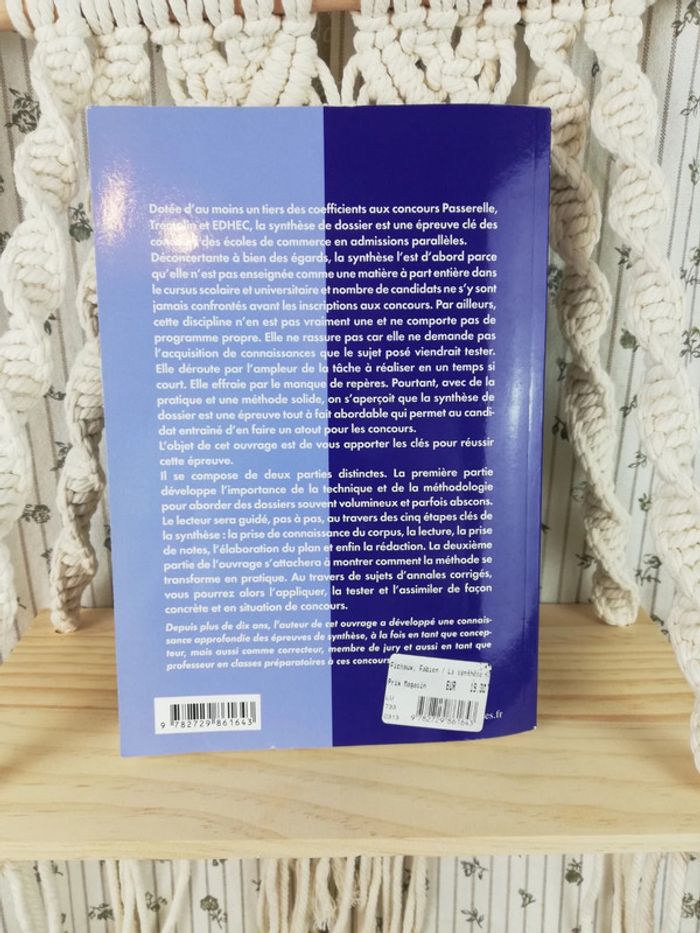 Dotée d'au moins un tiers des coefficients aux concours Passerelle,
Tremplin et EDHEC, la synthèse de dossier est une épreuve clé des
concours des écoles de commerce en admissions parallèles.
Déconcertante à bien des égards, la synthèse l'est d'abord parce
qu'elle n'est pas enseignée comme une matière à part entière dans
le cursus scolaire et universitaire et nombre de candidats ne s'y sont
jamais confrontés avant les inscriptions aux concours. Par ailleurs,
cette discipline n'en est pas vraiment une et ne comporte pas de
programme propre. Elle ne rassure pas car elle ne demande pas
l'acquisition de connaissances que le sujet posé viendrait tester.
Elle déroute par l'ampleur de la tâche à réaliser en un temps si
court. Elle effraie par le manque de repères. Pourtant, avec de la
pratique et une méthode solide, on s'aperçoit que la synthèse de
dossier est une épreuve tout à fait abordable qui permet au candi-
dat entraîné d'en faire un atout pour les concours.
L'objet de cet ouvrage est de vous apporter les clés pour réussir
cette épreuve.
Il se compose de deux parties distinctes. La première partie
développe l'importance de la technique et de la méthodologie
pour aborder des dossiers souvent volumineux et parfois abscons.
Le lecteur sera guidé, pas à pas, au travers des cinq étapes clés de
la synthèse : la prise de connaissance du corpus, la lecture, la prise
de notes, l'élaboration du plan et enfin la rédaction. La deuxième
partie de l'ouvrage s'attachera à montrer comment la méthode se
transforme en pratique. Au travers de sujets d'annales corrigés,
vous pourrez alors l'appliquer, la tester et l'assimiler de façon
concrète et en situation de concours.
Depuis plus de dix ans, l'auteur de cet ouvrage a développé une connais-
sance approfondie des épreuves de synthèse, à la fois en tant que concep-
teur, mais aussi comme correcteur, membre de jury et aussi en tant que
professeur en classes préparatoires à ces concours
Fichaux, Fabien / La synthèse
Prix Magasin EUR 19.30
LU
733
9 782729 861643
9 782729 861643
es.fr